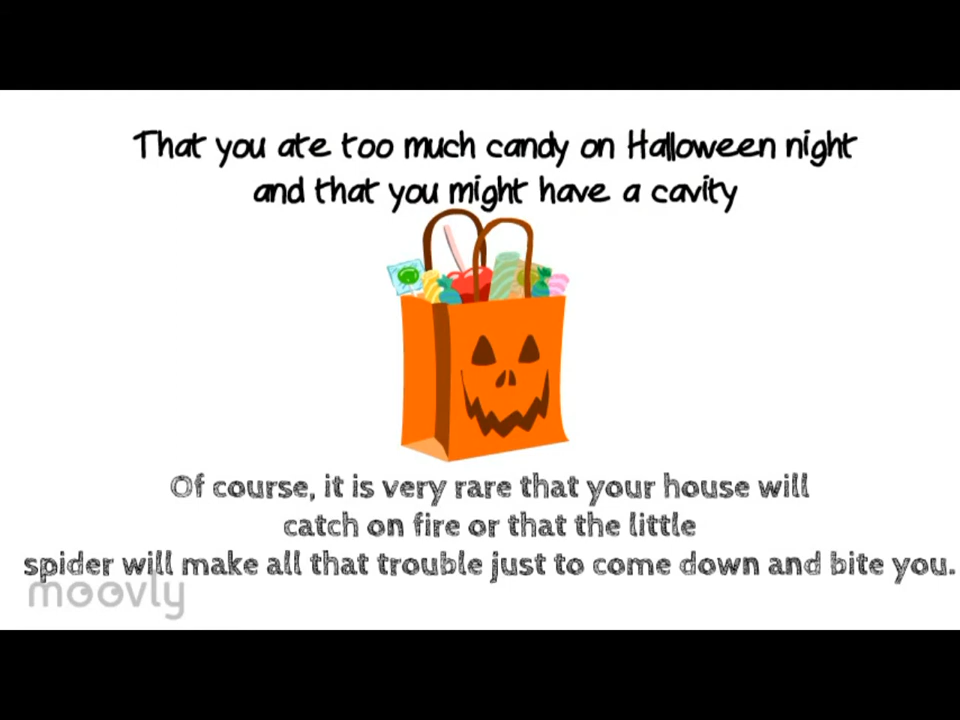 That you ate too much candy on Halloween night
and that you might have a cavity
Of course, it is very rare that your house will
catch on fire or that the little
spider will make all that trouble just to come down and bite you.
moovly